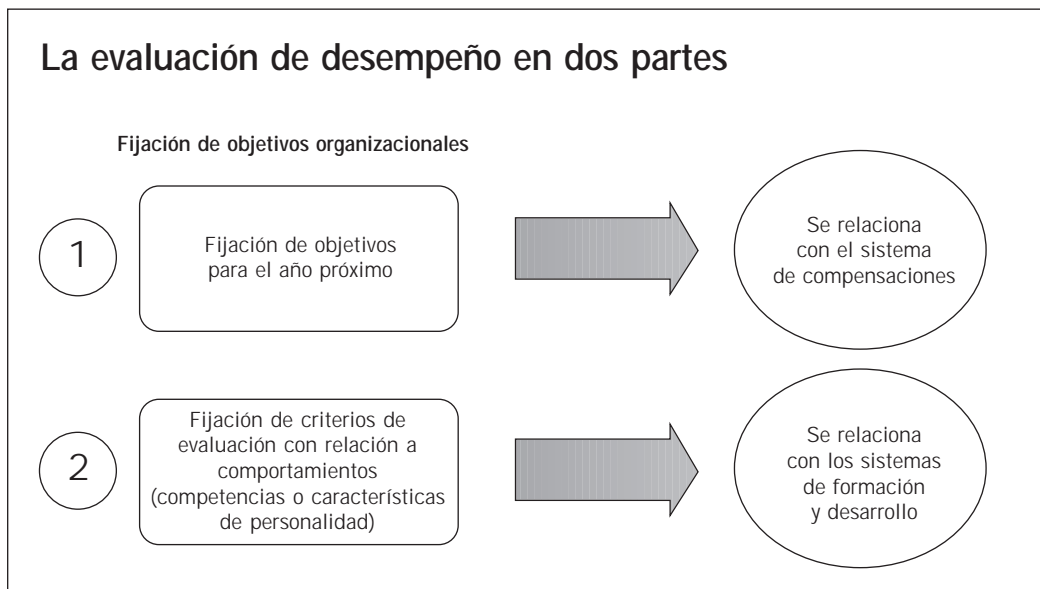 La evaluación de desempeño en dos partes
Fijación de objetivos organizacionales
1
Fijación de objetivos
para el año próximo
Se relaciona
con el sistema
de compensaciones
2
Fijación de criterios de
evaluación con relación a
comportamientos
(competencias o características
de personalidad)
Se relaciona
con los sistemas
de formación
y desarrollo